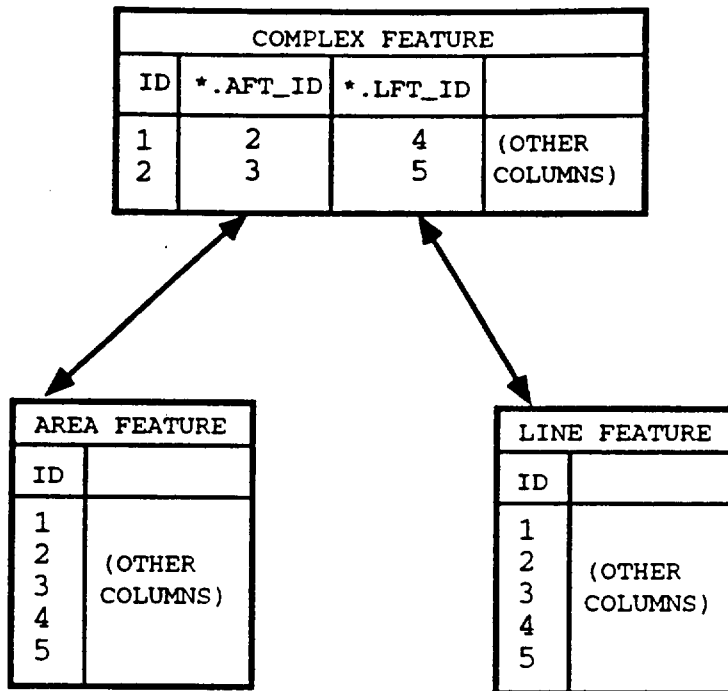 COMPLEX FEATURE
ID *.AFT_ID *.LFT_ID
1 2 4 (OTHER
2 3 5 COLUMNS)
AREA FEATURE
ID
1
2
3
4
5
(OTHER
COLUMNS)
LINE FEATURE
ID
1
2
3
4
5
(OTHER
COLUMNS)